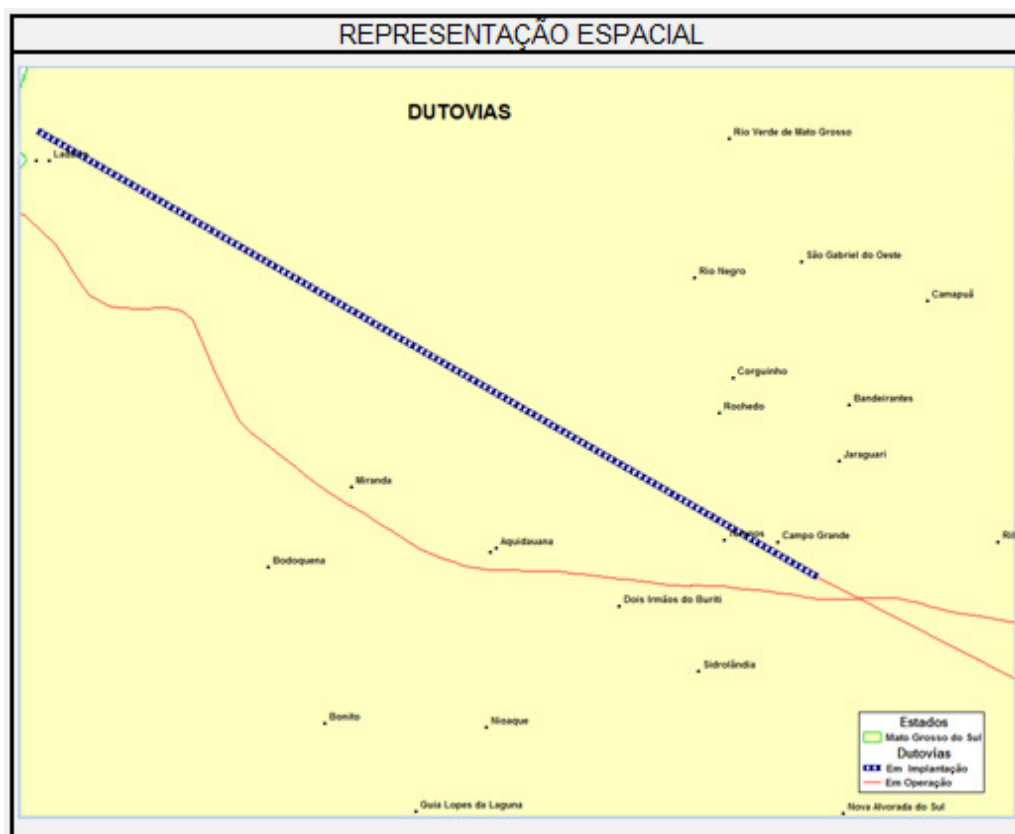 REPRESENTAÇÃO ESPACIAL
DUTOVIAS
Rio Verde de Mato Grosso
São Gabriel do Oeste
Rio Negro
Camapuã
Corguinho
Bandeirantes
Rochedo
Jaraguari
Miranda
Aquidauana
Campo Grande
Bodoquena
Dois Irmãos do Buriti
Sidrolândia
Bonito
Nioaque
Estados
Mato Grosso do Sul
Dutovias
Em Implantação
Em Operação
Guia Lopes da Laguna
Nova Alvorada do Sul